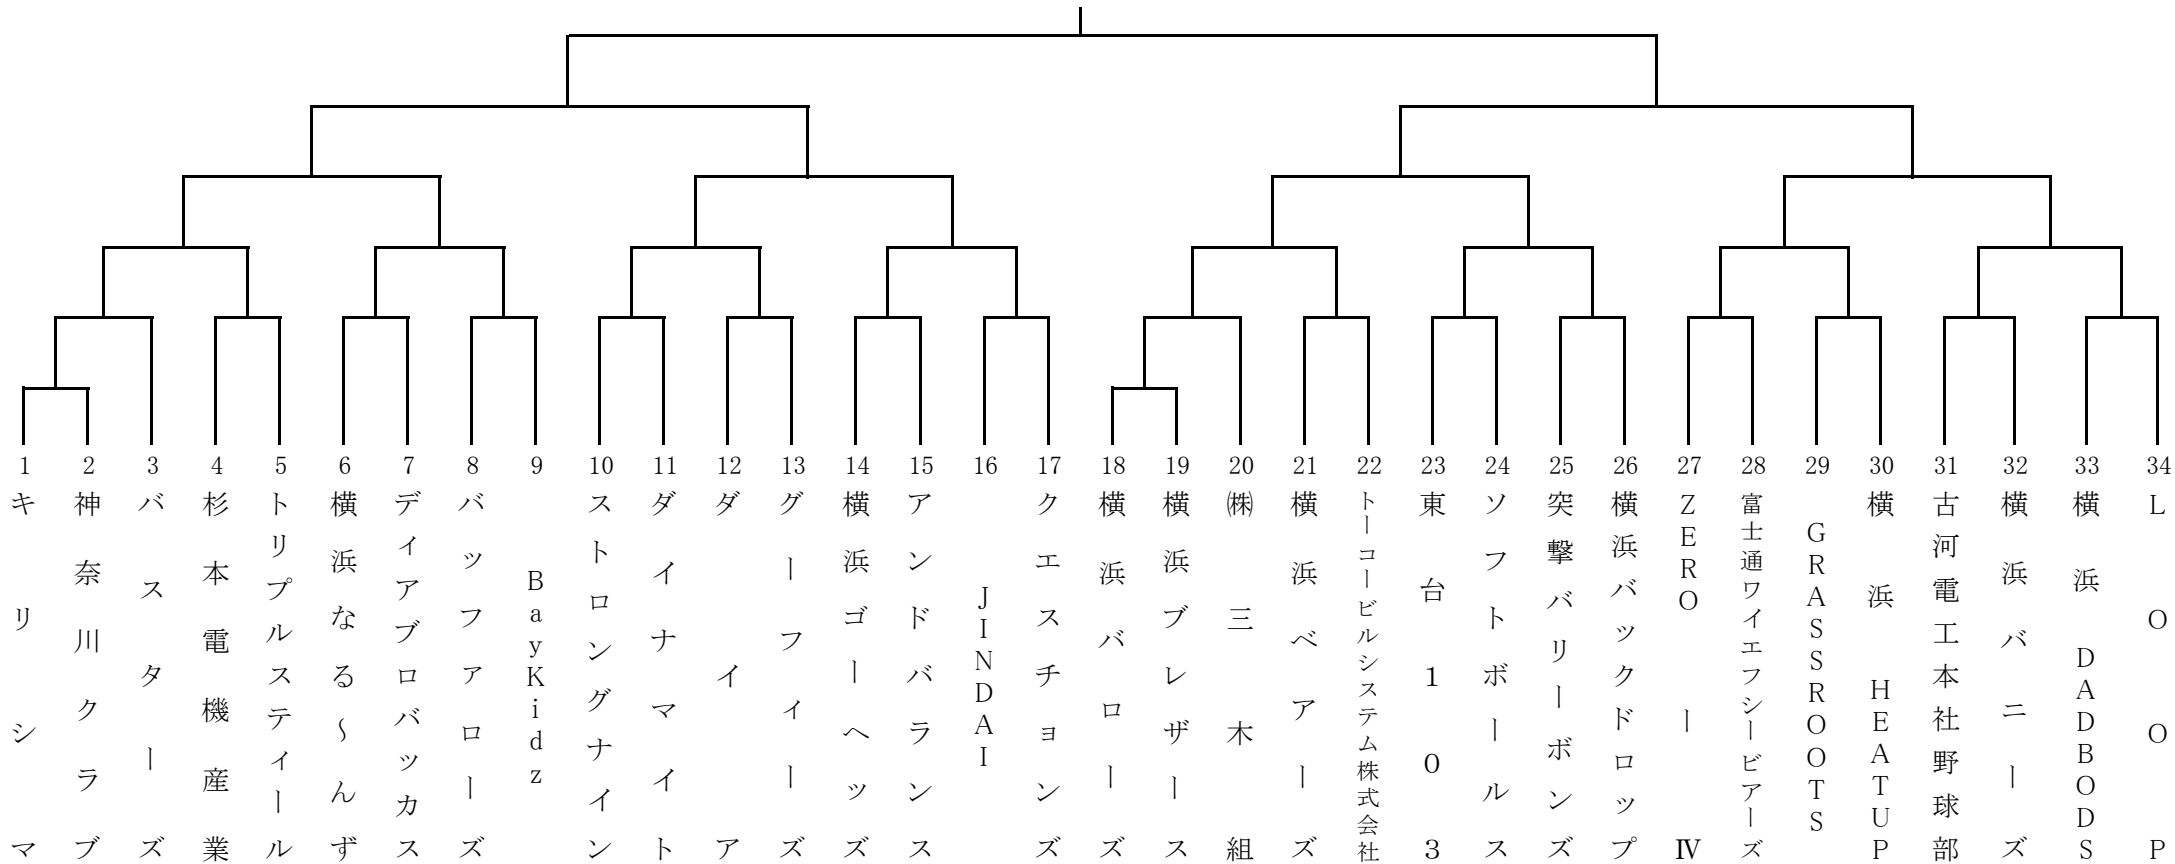 1 キリシマ
2 神奈川クラブ
3 バスターズ
4 杉本電機産業
5 トリプルスティール
6 横浜なる～んず
7 ディアブロバッカス
8 バッファローズ
9 BayKidz
10 ストロングナイン
11 ダイナマイト
12 ダイア
13 グーフィーズ
14 横浜ゴーヘッズ
15 アンドバランス
16 JINDAI
17 クエスチョンズ
18 横浜バローズ
19 横浜ブレザース
20 ㈱三木組
21 横浜ベアーズ
22 トーコービルシステム株式会社
23 東台１０３
24 ソフトボールス
25 突撃バリーボンズ
26 横浜バックドロップ
27 ZEROーⅣ
28 富士通ワイエフシービアーズ
29 GRASSROOTS
30 横浜HEATUP
31 古河電工本社野球部
32 横浜バニーズ
33 横浜DADBODS
34 LOOP